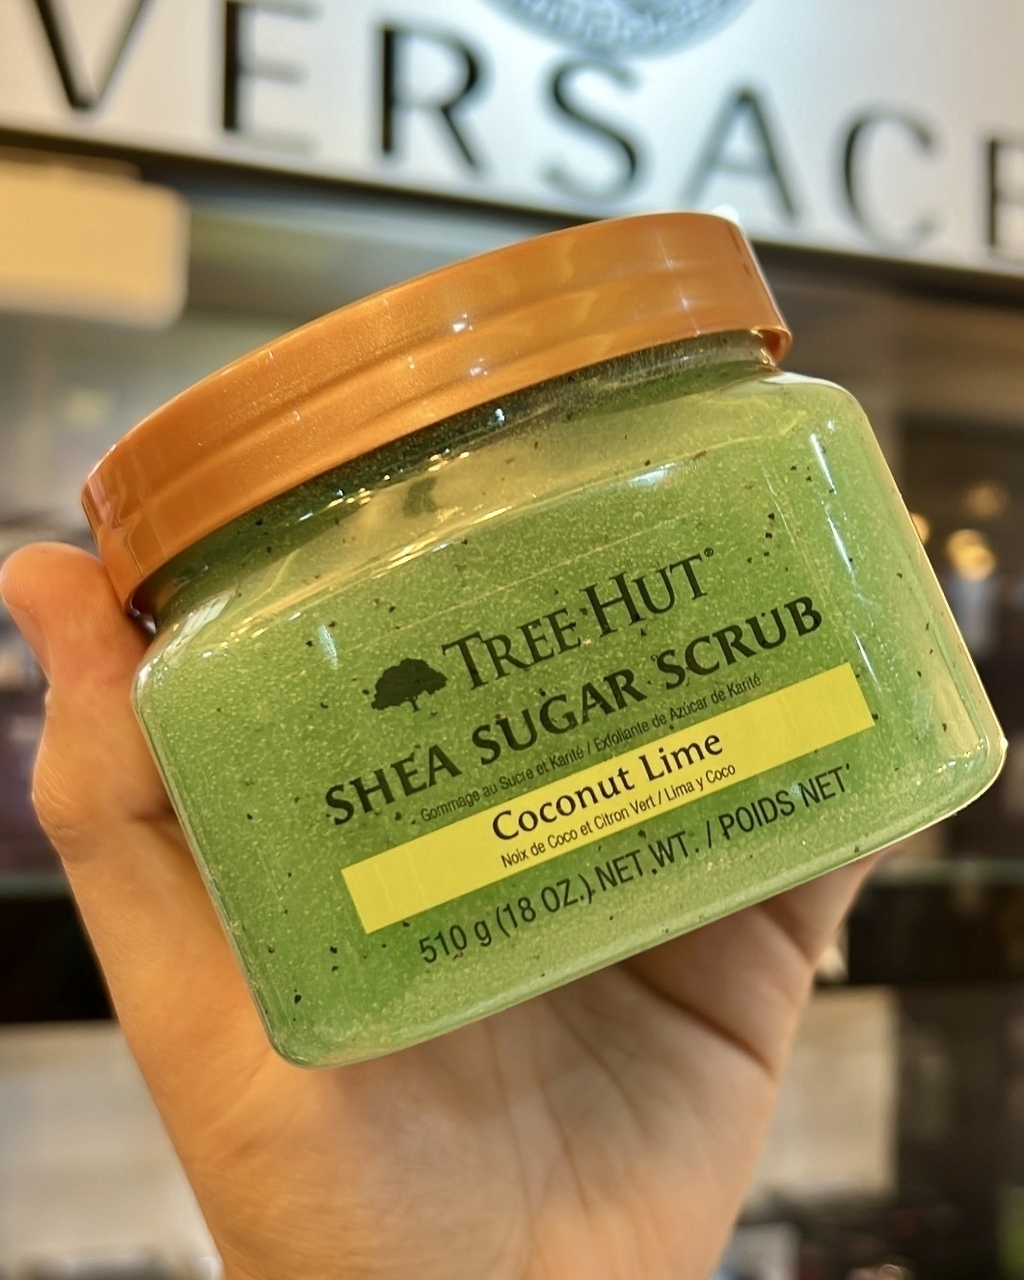 VERSACE
TREE HUT®
SHEA SUGAR SCRUB
Gommage au Sucre et Karité / Exfoliante de Azúcar de Karité
Coconut Lime
Noix de Coco et Citron Vert / Lima y Coco
510 g (18 OZ.) NET WT. / POIDS NET